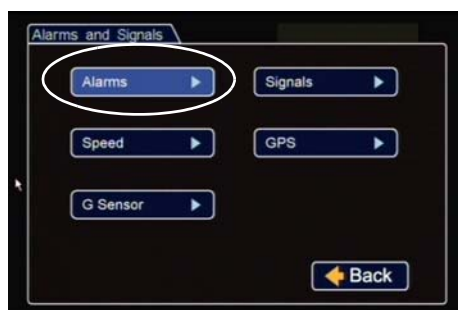 Alarms and Signals
Alarms
Signals
Speed
GPS
G Sensor
Back